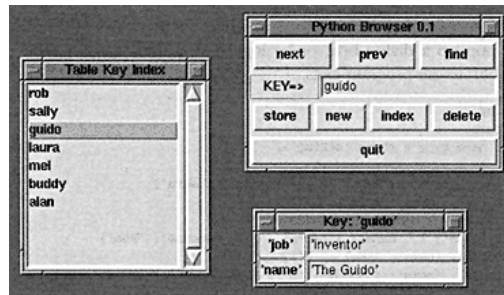 Table Key Index
rob
sally
guido
laura
mel
buddy
alan
Python Browser 0.1
next prev find
KEY=> guido
store new index delete
quit
Key: 'guido'
'job' 'inventor'
'name' 'The Guido'